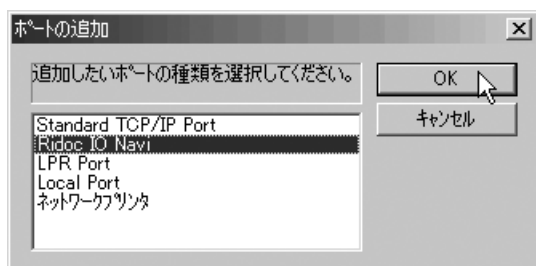 ﾎﾟｰﾄの追加
追加したいﾎﾟｰﾄの種類を選択してください。
OK
ｷｬﾝｾﾙ
Standard TCP/IP Port
Ridoc IO Navi
LPR Port
Local Port
ﾈｯﾄﾜｰｸﾌﾟﾘﾝﾀ